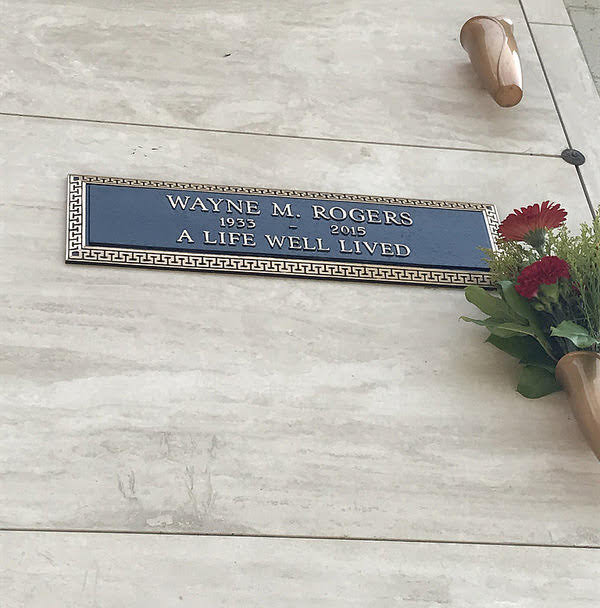 WAYNE M. ROGERS
1933 – 2015
A LIFE WELL LIVED